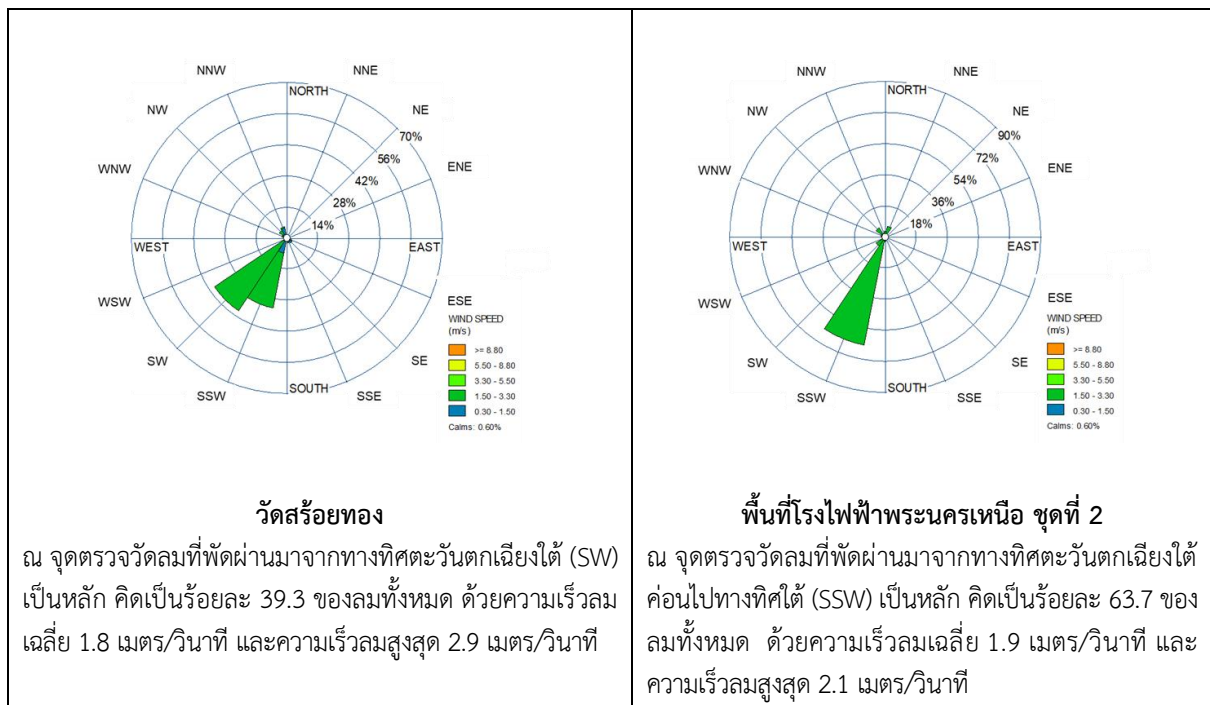 NNW NNE
NW NORTH NE
70%
56%
WNW 42% ENE
28%
14%
WEST EAST
WSW ESE
WIND SPEED
(m/s)
>= 8.80
5.50 - 8.80
3.30 - 5.50
1.50 - 3.30
0.30 - 1.50
Calms: 0.60%
SW SE
SSW SOUTH SSE
วัดสร้อยทอง
ณ จุดตรวจวัดลมที่พัดผ่านมาจากทางทิศตะวันตกเฉียงใต้ (SW)
เป็นหลัก คิดเป็นร้อยละ 39.3 ของลมทั้งหมด ด้วยความเร็วลม
เฉลี่ย 1.8 เมตร/วินาที และความเร็วลมสูงสุด 2.9 เมตร/วินาที
NNW NNE
NW NORTH NE
90%
72%
WNW 54% ENE
36%
18%
WEST EAST
WSW ESE
WIND SPEED
(m/s)
>= 8.80
5.50 - 8.80
3.30 - 5.50
1.50 - 3.30
0.30 - 1.50
Calms: 0.60%
SW SE
SSW SOUTH SSE
พื้นที่โรงไฟฟ้าพระนครเหนือ ชุดที่ 2
ณ จุดตรวจวัดลมที่พัดผ่านมาจากทางทิศตะวันตกเฉียงใต้
ค่อนไปทางทิศใต้ (SSW) เป็นหลัก คิดเป็นร้อยละ 63.7 ของ
ลมทั้งหมด ด้วยความเร็วลมเฉลี่ย 1.9 เมตร/วินาที และ
ความเร็วลมสูงสุด 2.1 เมตร/วินาที